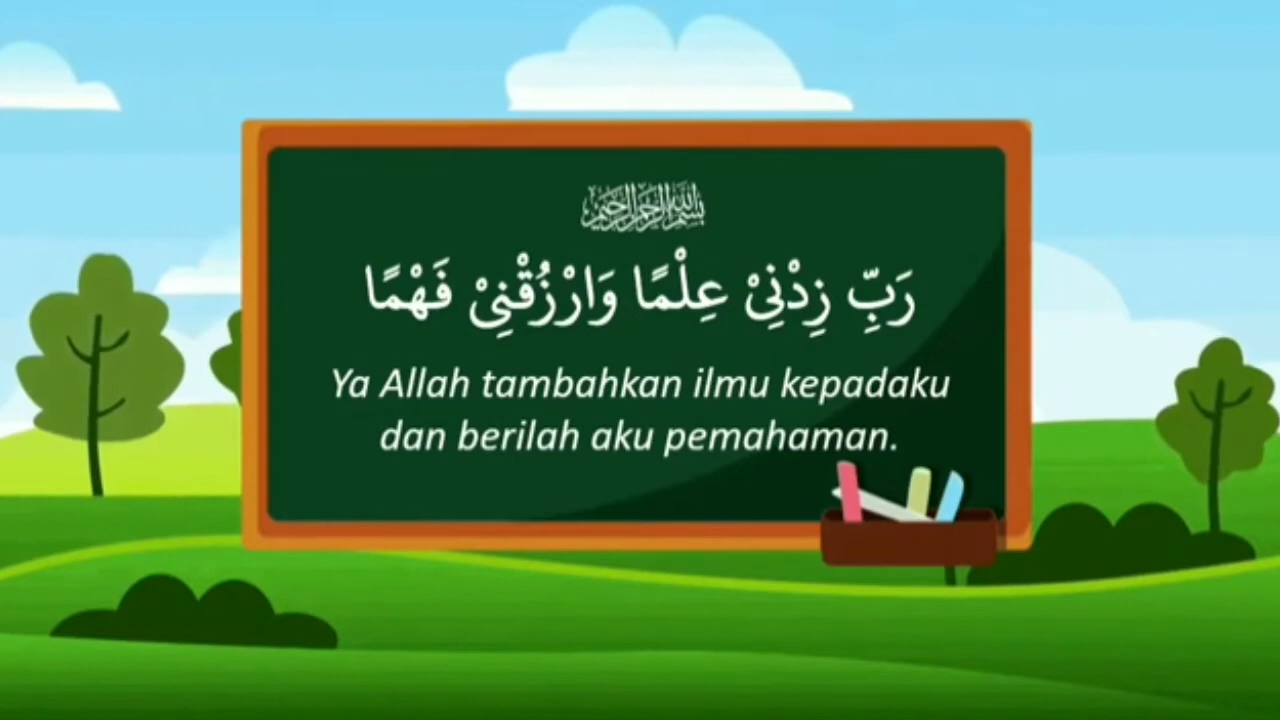 بسم الله الرحمن الرحيم
رَبِّ زِدْنِيْ عِلْمًا وَارْزُقْنِيْ فَهْمًا
Ya Allah tambahkan ilmu kepadaku
dan berilah aku pemahaman.